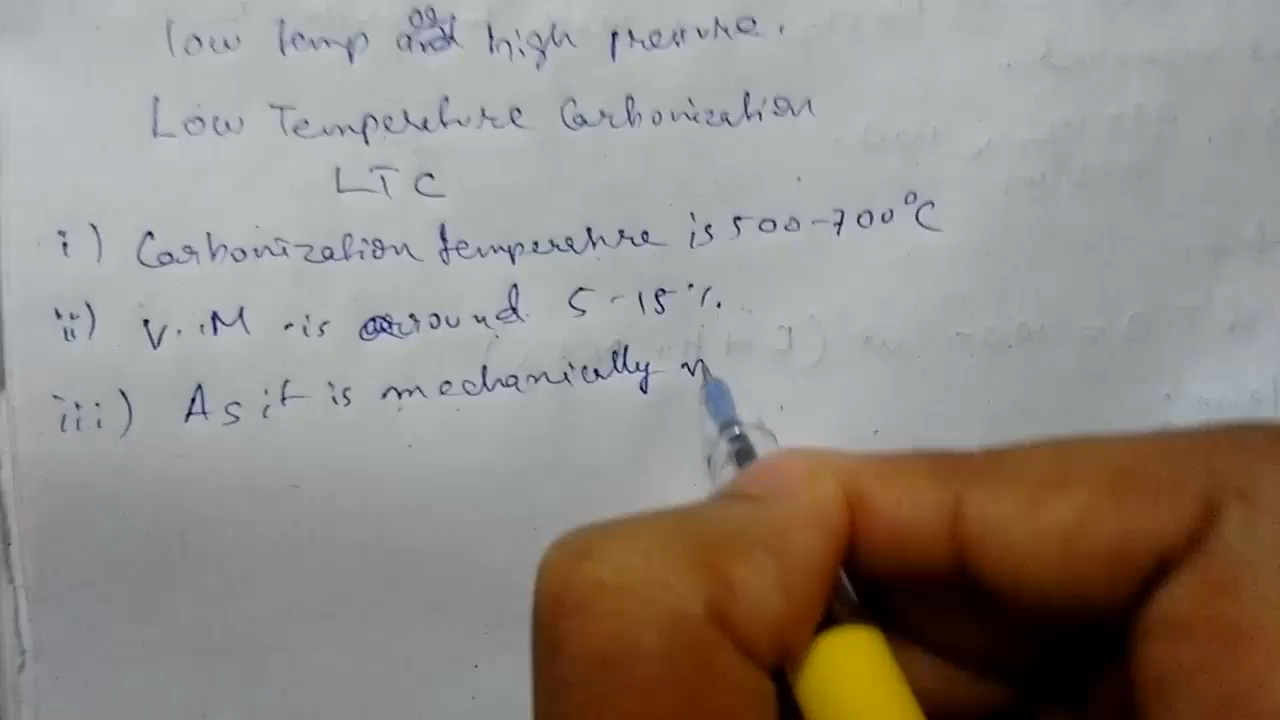 low temp and high pressure.
Low Temperature Carbonization
LTC
i) Carbonization temperature is 500-700°C
ii) V.M is around 5-15%.
iii) As it is mechanically